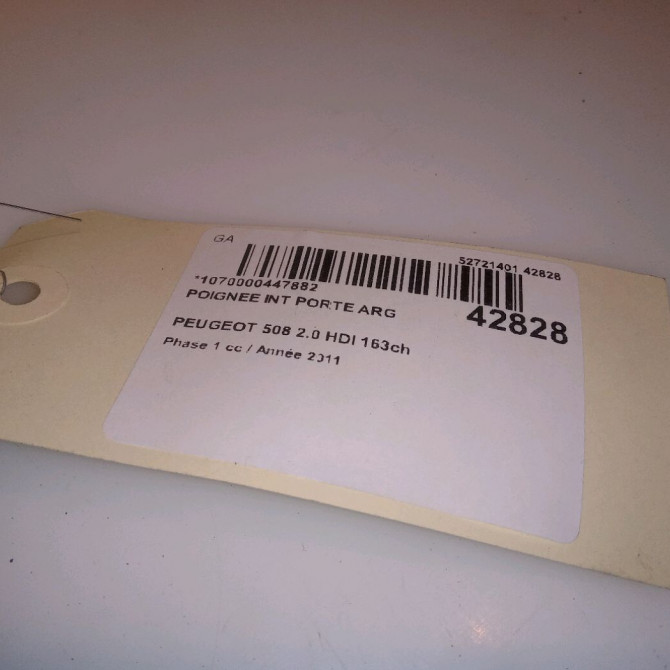 GA
52721401 42828
*1070000447882
POIGNEE INT PORTE ARG
42828
PEUGEOT 508 2.0 HDI 163ch
Phase 1 cc / Année 2011